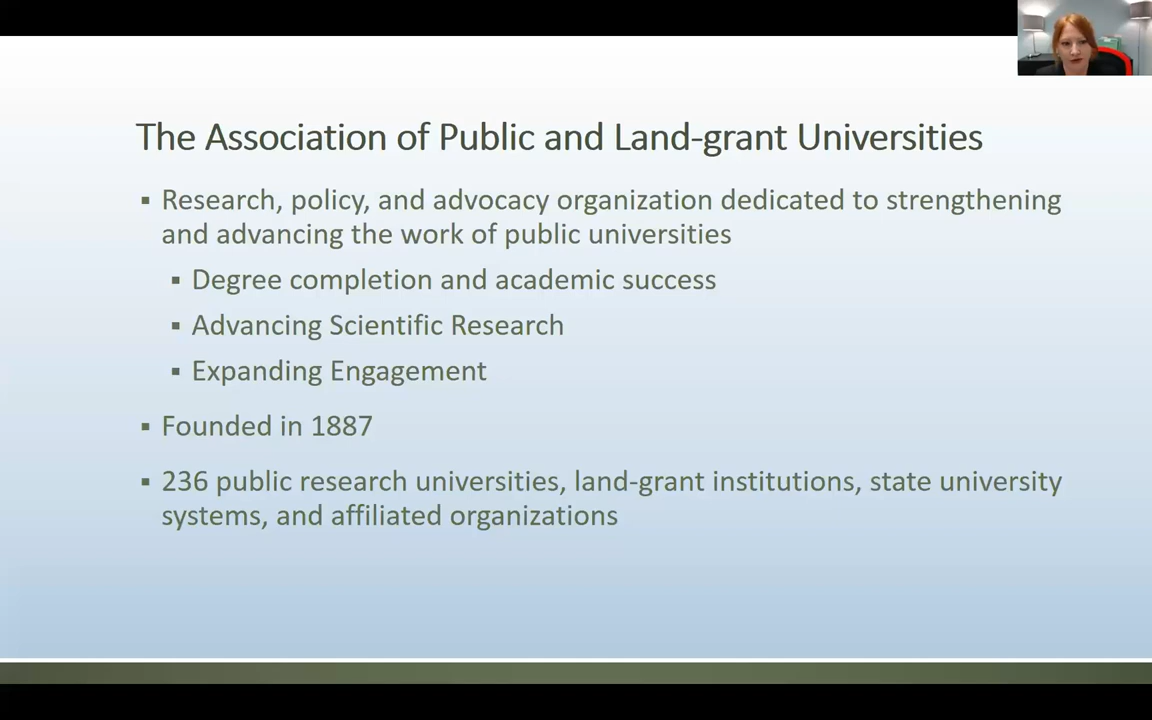 The Association of Public and Land-grant Universities
▪ Research, policy, and advocacy organization dedicated to strengthening
and advancing the work of public universities
▪ Degree completion and academic success
▪ Advancing Scientific Research
▪ Expanding Engagement
▪ Founded in 1887
▪ 236 public research universities, land-grant institutions, state university
systems, and affiliated organizations